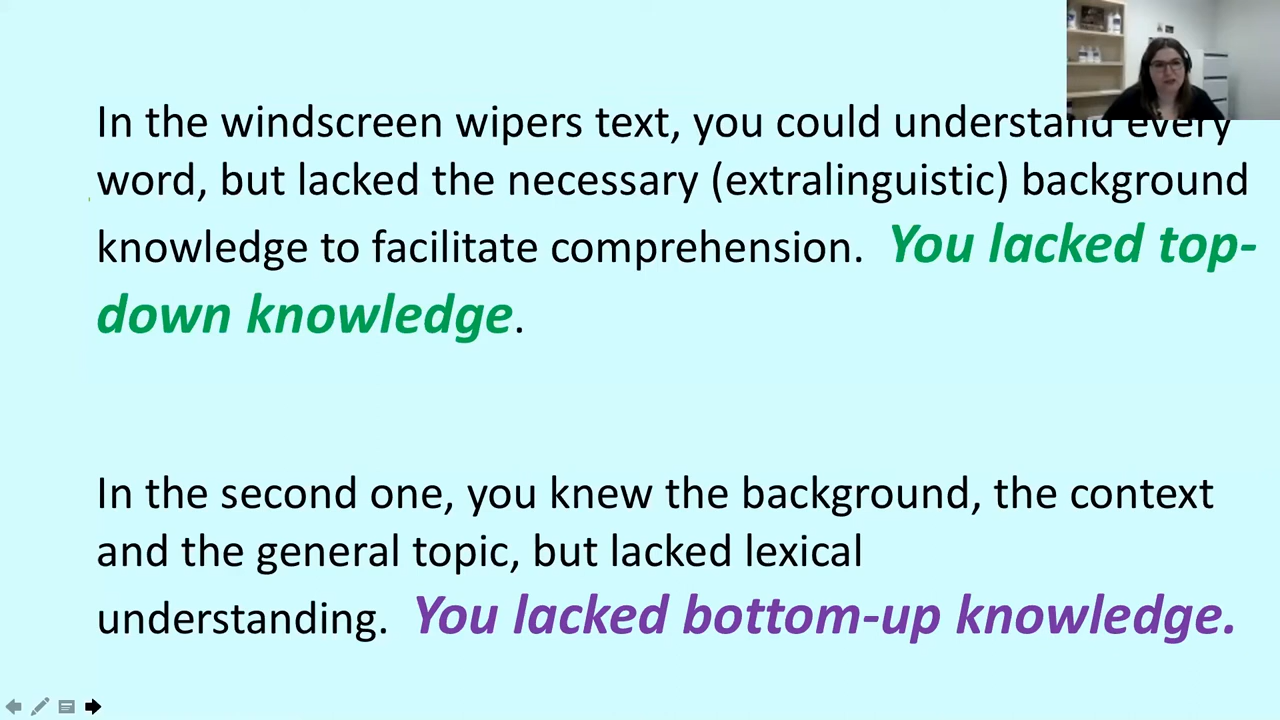 In the windscreen wipers text, you could understand every
word, but lacked the necessary (extralinguistic) background
knowledge to facilitate comprehension. You lacked top-
down knowledge.
In the second one, you knew the background, the context
and the general topic, but lacked lexical
understanding. You lacked bottom-up knowledge.